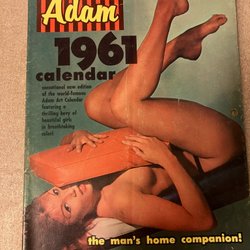 Adam
1961
calendar
sensational new edition
of the world-famous
Adam Art Calendar
featuring a
thrilling bevy of
beautiful girls
in breathtaking
color!
the man's home companion!